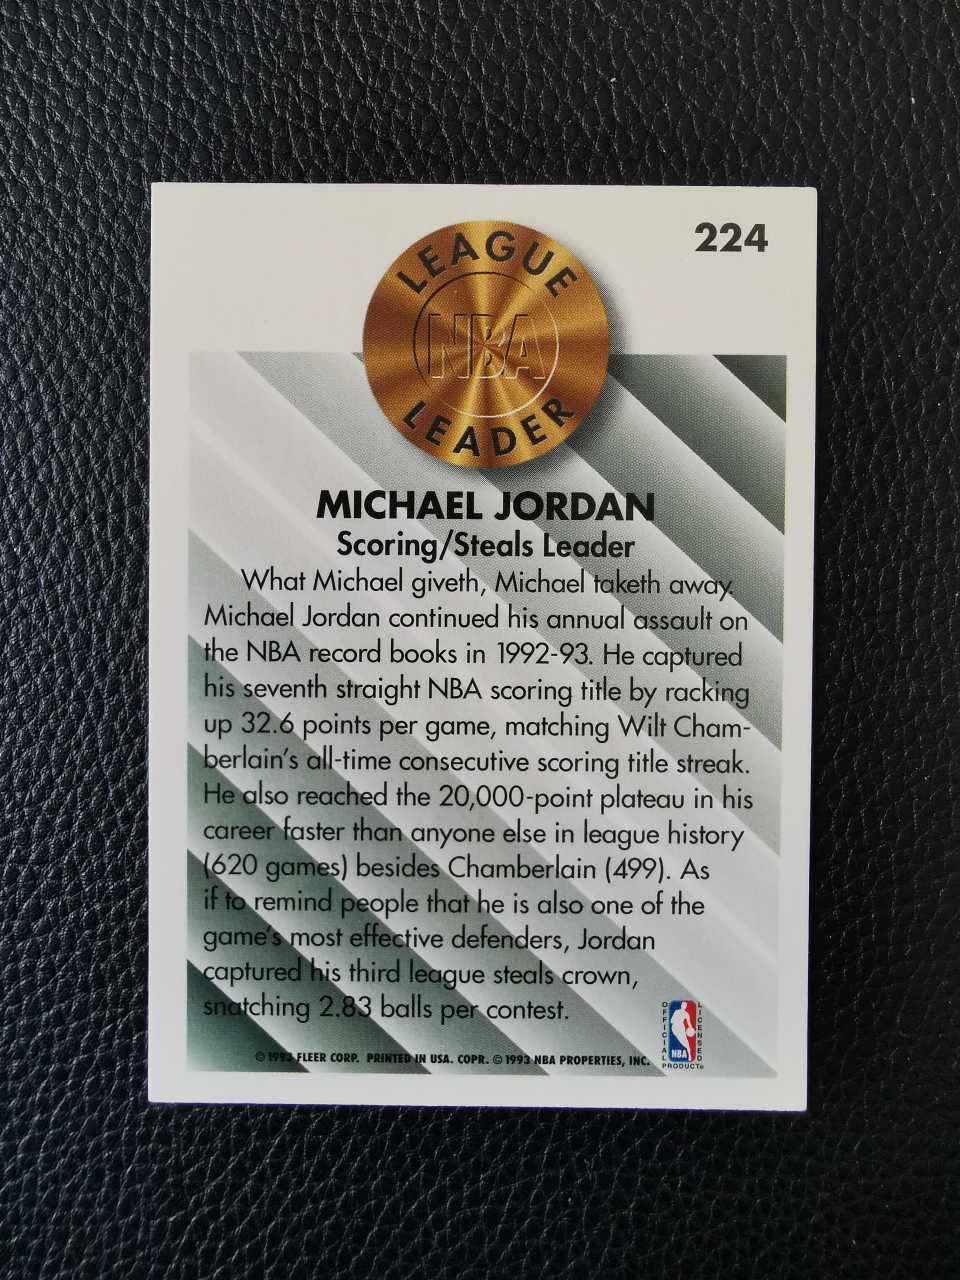 224
LEAGUE
NBA
LEADER
MICHAEL JORDAN
Scoring/Steals Leader
What Michael giveth, Michael taketh away.
Michael Jordan continued his annual assault on
the NBA record books in 1992-93. He captured
his seventh straight NBA scoring title by racking
up 32.6 points per game, matching Wilt Cham-
berlain's all-time consecutive scoring title streak.
He also reached the 20,000-point plateau in his
career faster than anyone else in league history
(620 games) besides Chamberlain (499). As
if to remind people that he is also one of the
game's most effective defenders, Jordan
captured his third league steals crown,
snatching 2.83 balls per contest.
OFFICIAL
LICENSED
NBA
PRODUCT®
© 1993 FLEER CORP. PRINTED IN USA. COPR. © 1993 NBA PROPERTIES, INC.